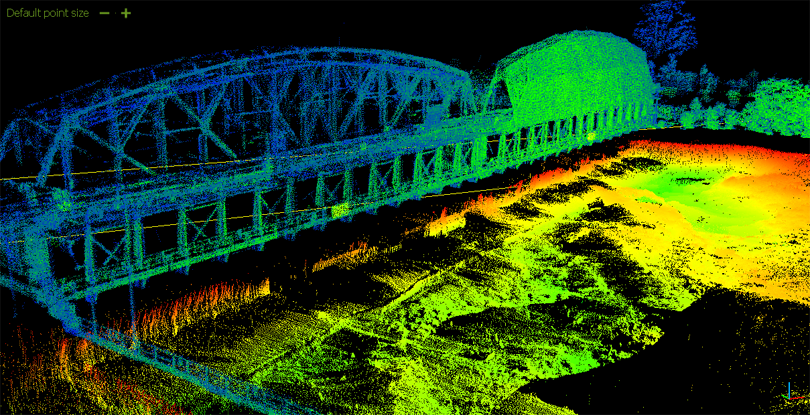 Default point size − +